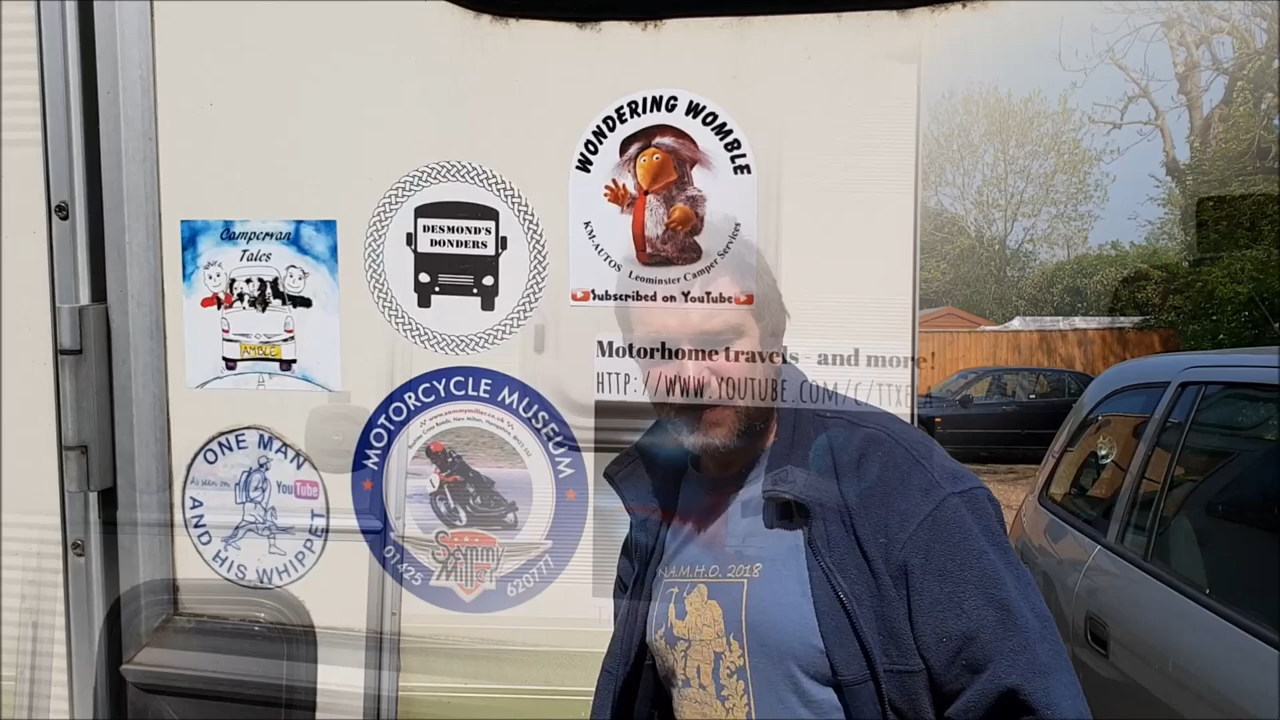 WONDERING WOMBLE
KM-AUTOS Leominster Camper Services
Subscribed on YouTube
Campervan
Tales
AMBLE
DESMOND'S
DONDERS
Motorhome travels - and more!
HTTP://WWW.YOUTUBE.COM/C/
MOTORCYCLE MUSEUM
www.sammymiller.co.uk
Sammy
Miller
01425 620777
ONE MAN
As seen on YouTube
AND HIS WHIPPET
N.A.M.H.O. 2018